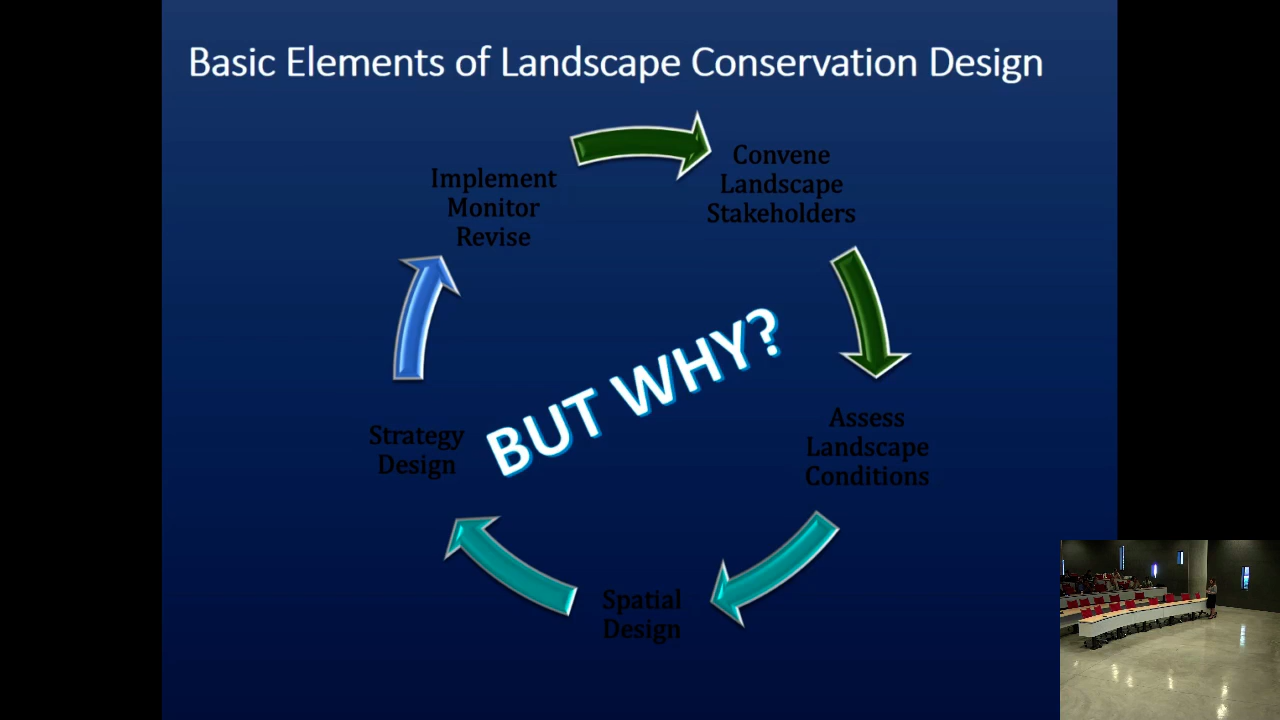 Basic Elements of Landscape Conservation Design
Convene
Landscape
Stakeholders
Implement
Monitor
Revise
BUT WHY?
Assess
Landscape
Conditions
Strategy
Design
Spatial
Design